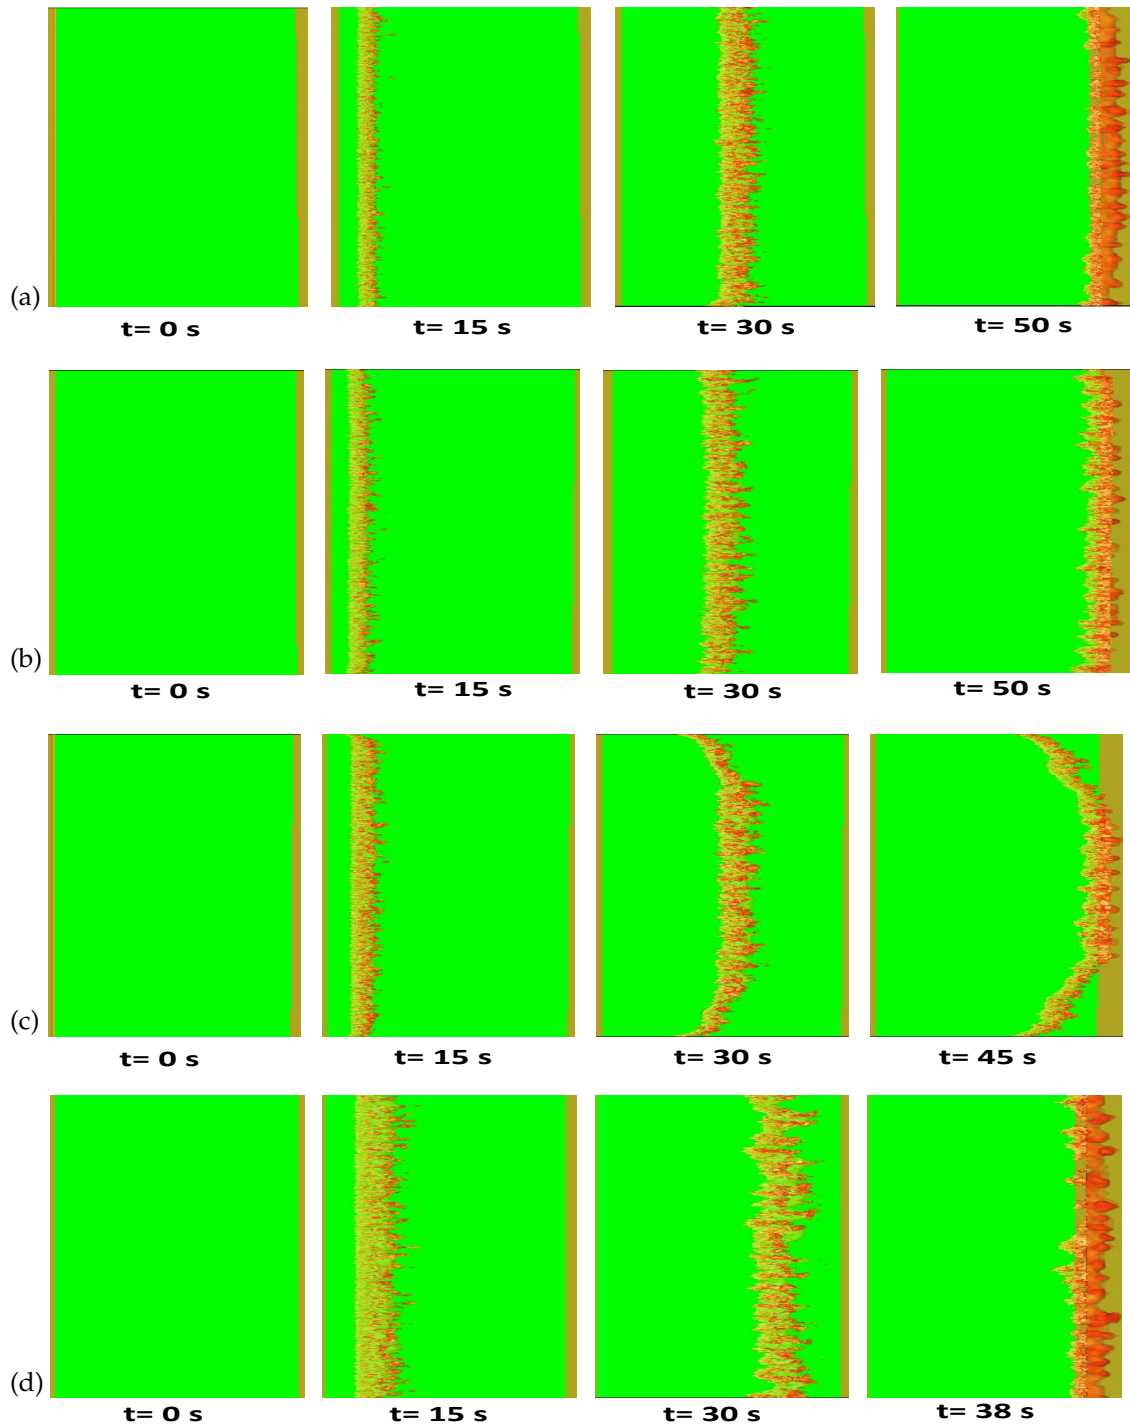 (a)
t= 0 s t= 15 s t= 30 s t= 50 s
(b)
t= 0 s t= 15 s t= 30 s t= 50 s
(c)
t= 0 s t= 15 s t= 30 s t= 45 s
(d)
t= 0 s t= 15 s t= 30 s t= 38 s